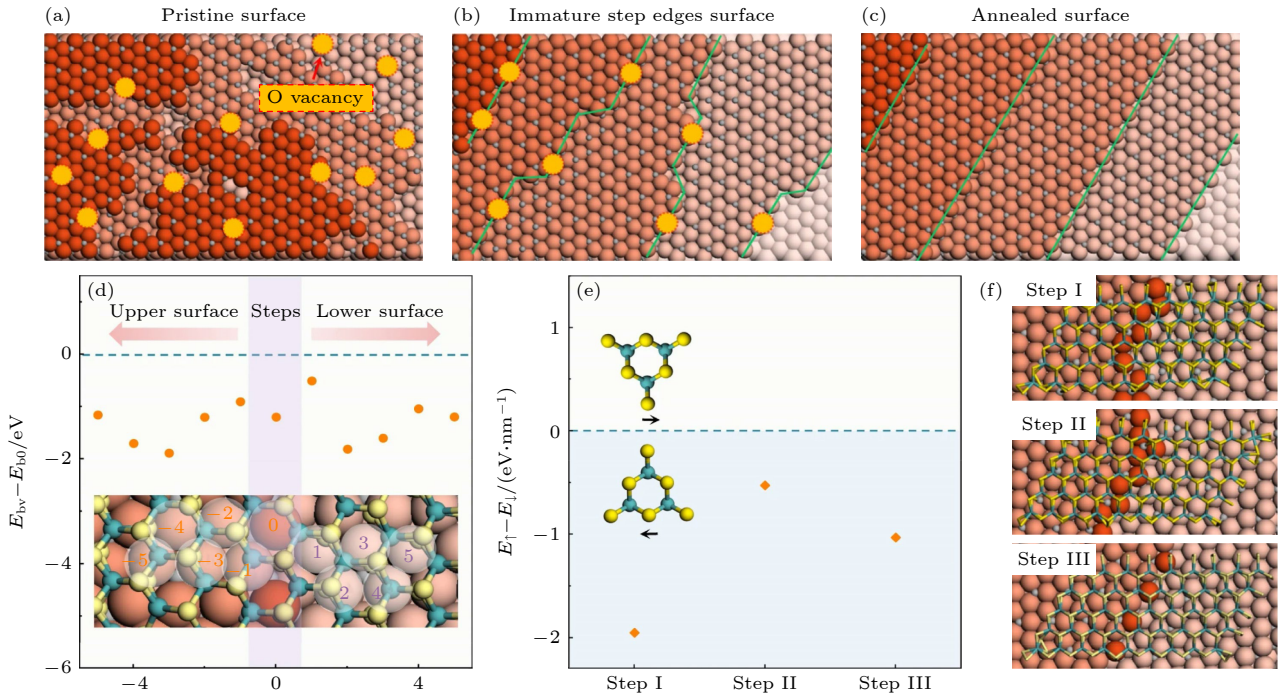 (a) Pristine surface
(b) Immature step edges surface
(c) Annealed surface
O vacancy
(d)
Upper surface
Steps
Lower surface
0
−2
−4
−6
E_bv−E_b0/eV
−4
0
4
−5
−4
−3
−2
1
0
1
2
3
4
5
(e)
1
0
−1
−2
E↑−E↓/(eV·nm⁻¹)
Step I
Step II
Step III
(f)
Step I
Step II
Step III